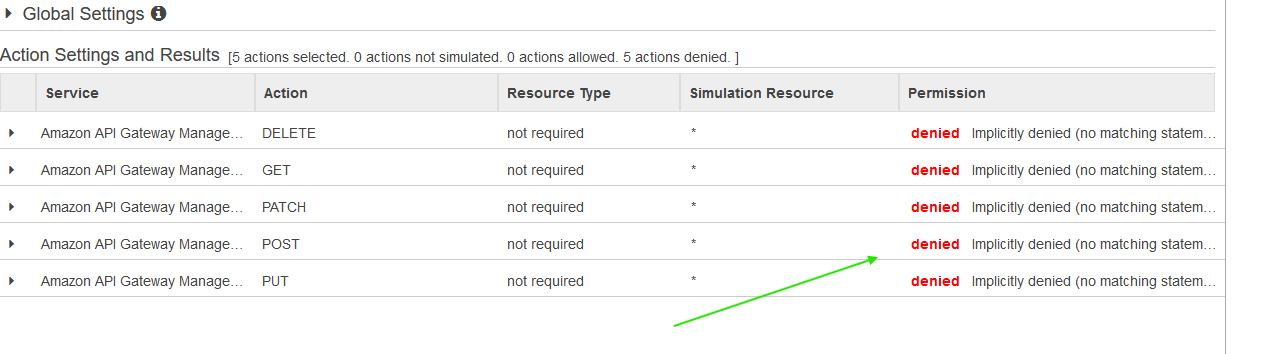 Global Settings
Action Settings and Results [5 actions selected. 0 actions not simulated. 0 actions allowed. 5 actions denied. ]
Service Action Resource Type Simulation Resource Permission
Amazon API Gateway Manage... DELETE not required * denied Implicitly denied (no matching statem...
Amazon API Gateway Manage... GET not required * denied Implicitly denied (no matching statem...
Amazon API Gateway Manage... PATCH not required * denied Implicitly denied (no matching statem...
Amazon API Gateway Manage... POST not required * denied Implicitly denied (no matching statem...
Amazon API Gateway Manage... PUT not required * denied Implicitly denied (no matching statem...